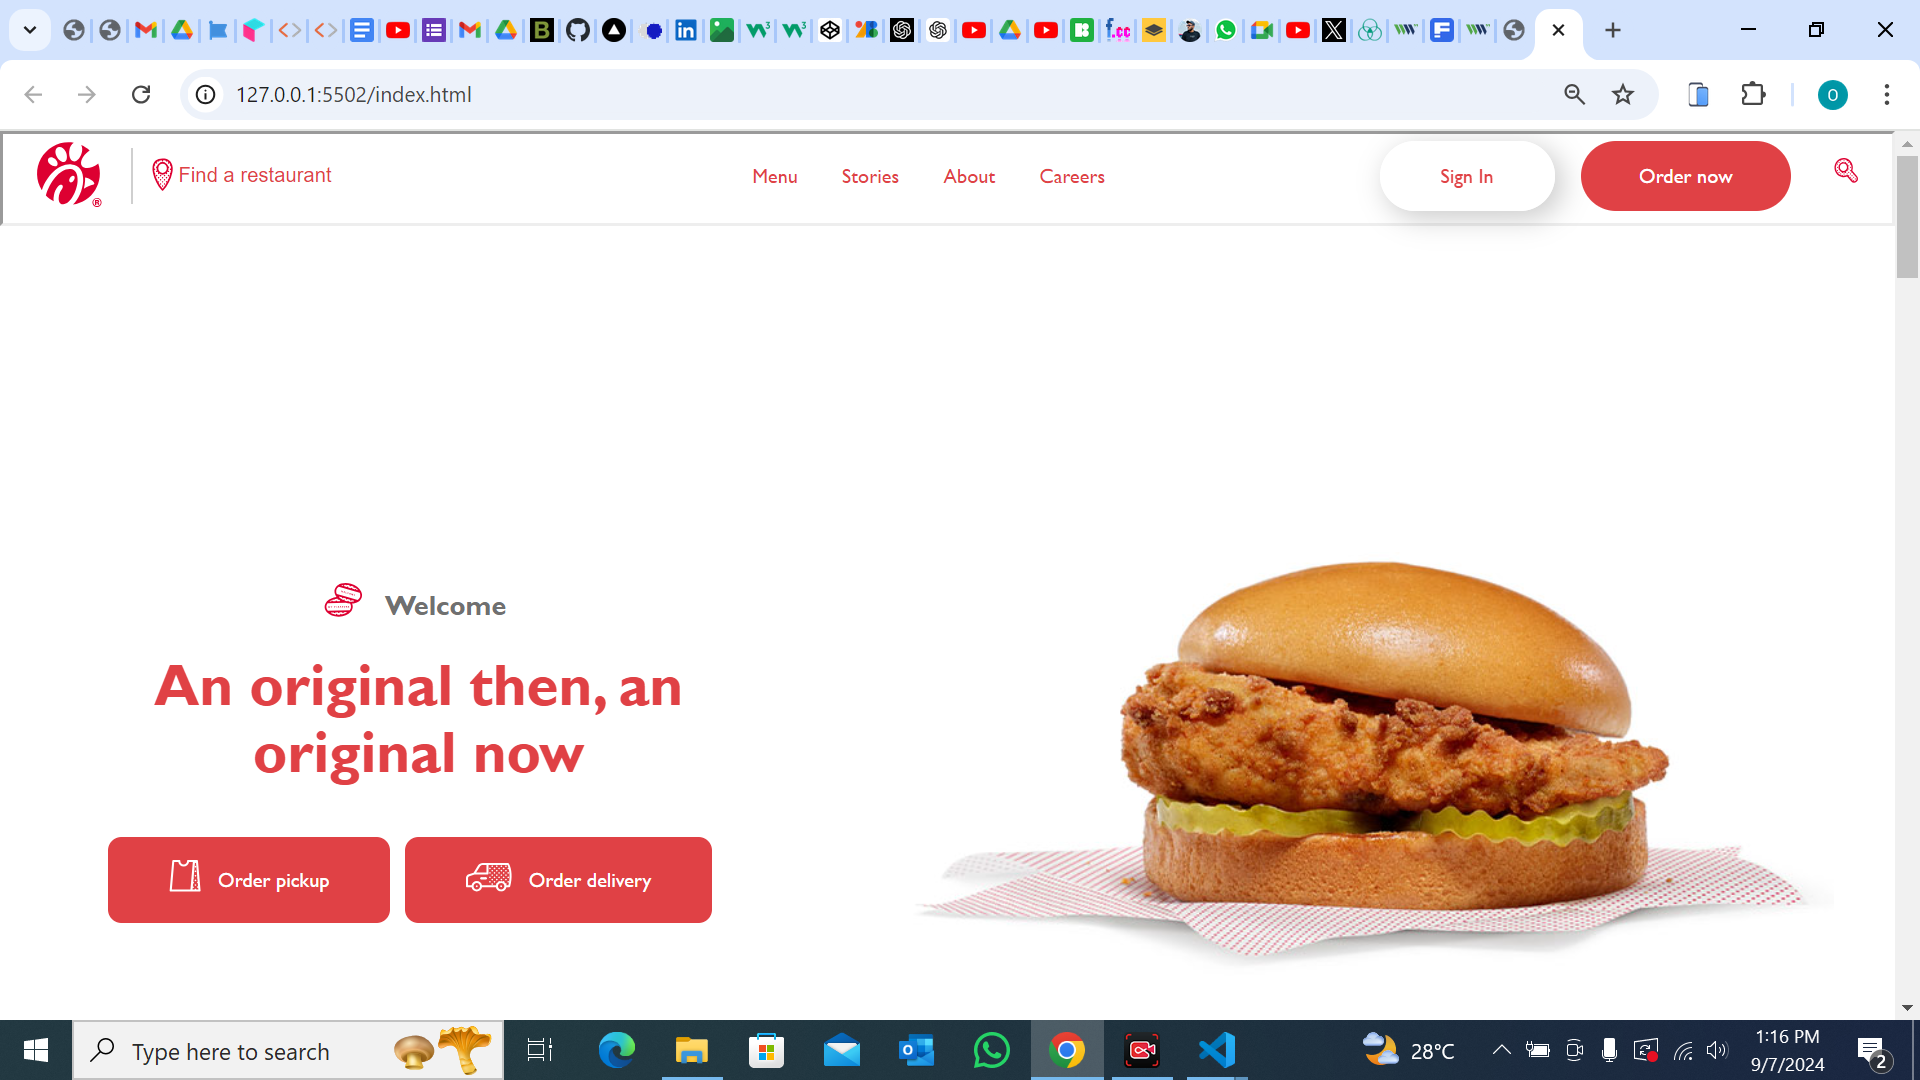 127.0.0.1:5502/index.html
O
Find a restaurant
Menu
Stories
About
Careers
Sign In
Order now
®
Welcome
An original then, an
original now
Order pickup
Order delivery
Type here to search
28°C
1:16 PM
9/7/2024
2